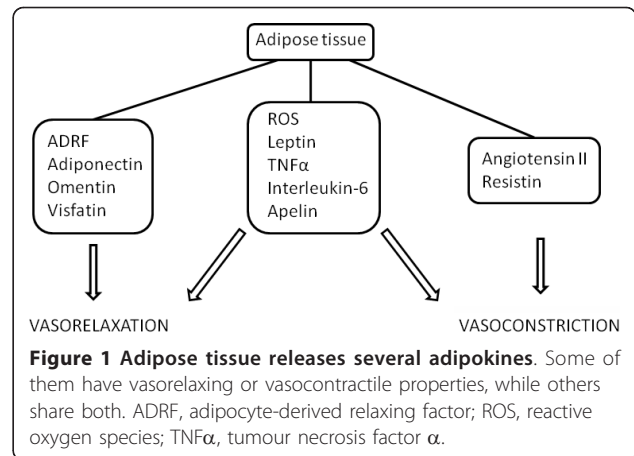 Adipose tissue
ADRF
Adiponectin
Omentin
Visfatin
ROS
Leptin
TNFα
Interleukin-6
Apelin
Angiotensin II
Resistin
VASORELAXATION
VASOCONSTRICTION
Figure 1 Adipose tissue releases several adipokines. Some of
them have vasorelaxing or vasocontractile properties, while others
share both. ADRF, adipocyte-derived relaxing factor; ROS, reactive
oxygen species; TNFα, tumour necrosis factor α.